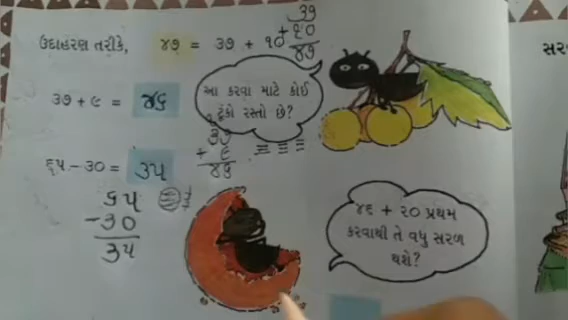 ઉદાહરણ તરીકે, ૪૭ = ૩૭ + ૧૦
૩૭
+ ૧૦
૪૭
આ કરવા માટે કોઈ
ટૂંકો રસ્તો છે?
૩૭ + ૯ = ૪૬
૩૭
+ ૯
૪૬
૬૫ - ૩૦ = ૩૫
૬૫
-૩૦
૩૫
૪૬ + ૨૦ પ્રથમ
કરવાથી તે વધુ સરળ
થશે?
સર